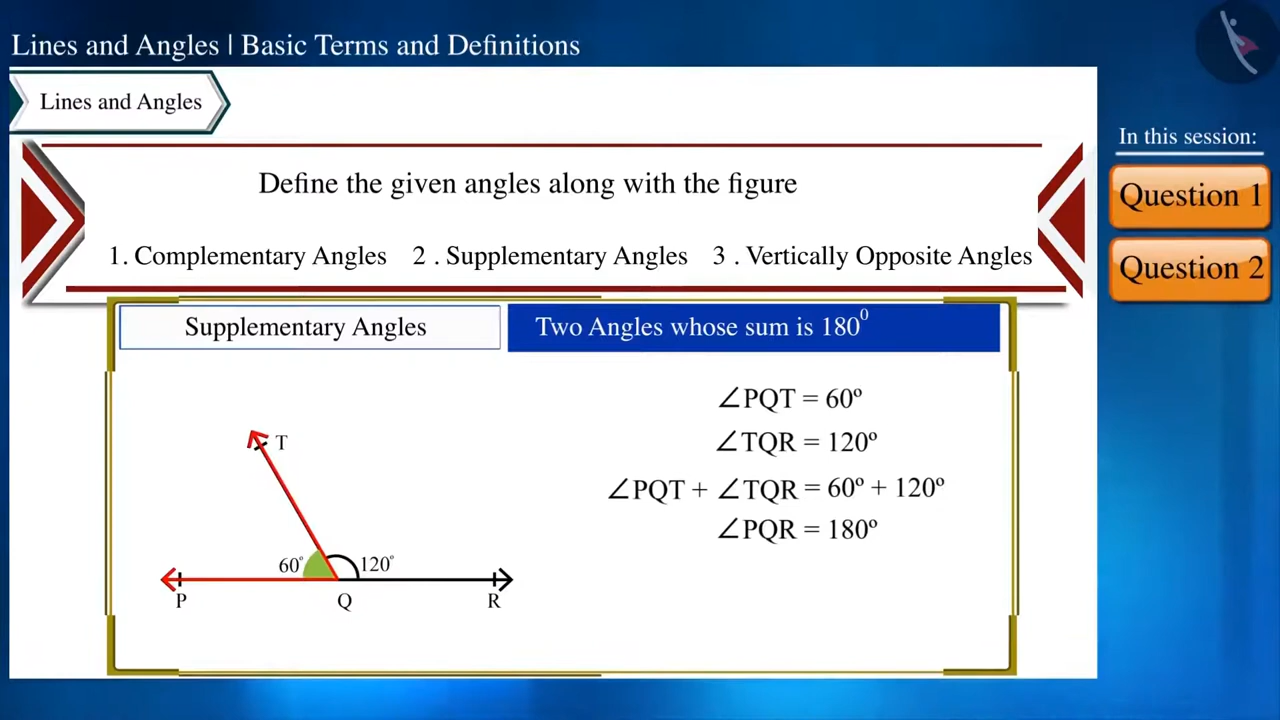 Lines and Angles | Basic Terms and Definitions
Lines and Angles
In this session:
Question 1
Question 2
Define the given angles along with the figure
1. Complementary Angles 2 . Supplementary Angles 3 . Vertically Opposite Angles
Supplementary Angles
Two Angles whose sum is 180⁰
∠PQT = 60º
∠TQR = 120º
∠PQT + ∠TQR = 60º + 120º
∠PQR = 180º
T
60° 120°
P Q R